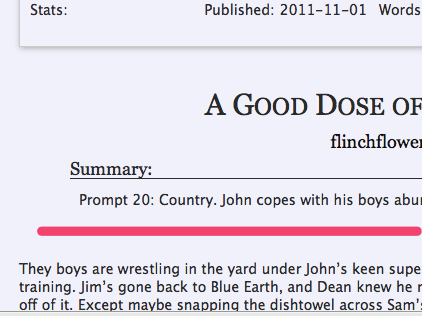 Stats: Published: 2011-11-01 Words
A GOOD DOSE OF
flinchflower
Summary:
Prompt 20: Country. John copes with his boys
They boys are wrestling in the yard under John's keen
training. Jim's gone back to Blue Earth, and Dean knew he
off of it. Except maybe snapping the dishtowel across Sam's